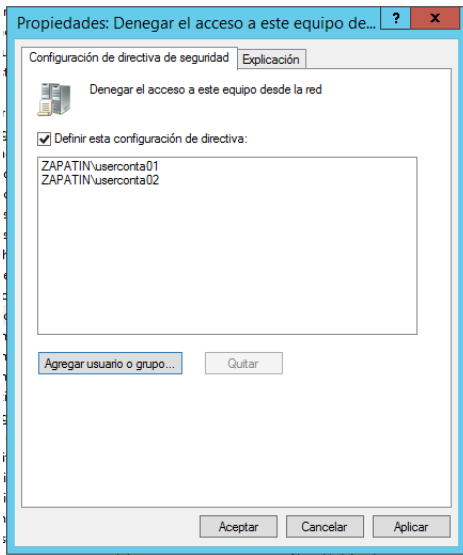 Propiedades: Denegar el acceso a este equipo de... ? x
Configuración de directiva de seguridad Explicación
Denegar el acceso a este equipo desde la red
Definir esta configuración de directiva:
ZAPATIN\userconta01
ZAPATIN\userconta02
Agregar usuario o grupo... Quitar
Aceptar Cancelar Aplicar